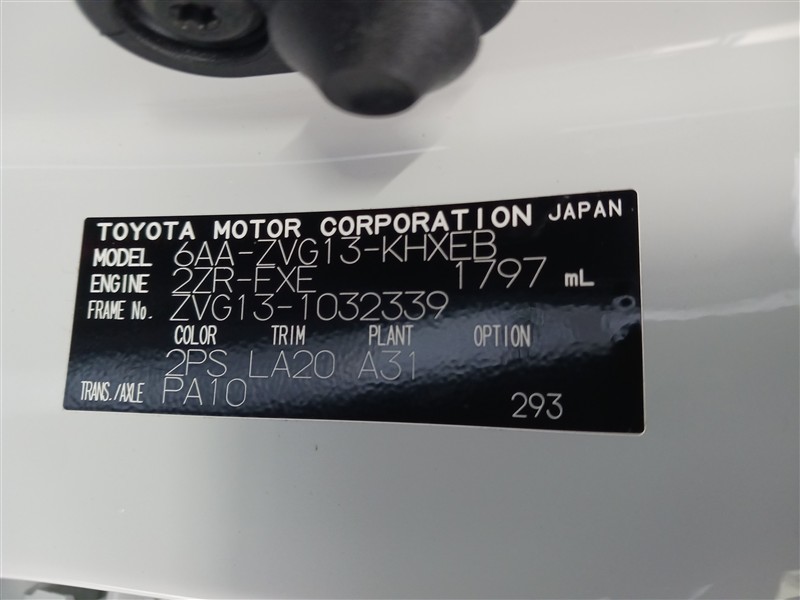 TOYOTA MOTOR CORPORATION JAPAN
MODEL 6AA-ZVG13-KHXEB
ENGINE 2ZR-FXE 1797 mL
FRAME No. ZVG13-1032339
COLOR TRIM PLANT OPTION
2PS LA20 A31
TRANS./AXLE PA10
293